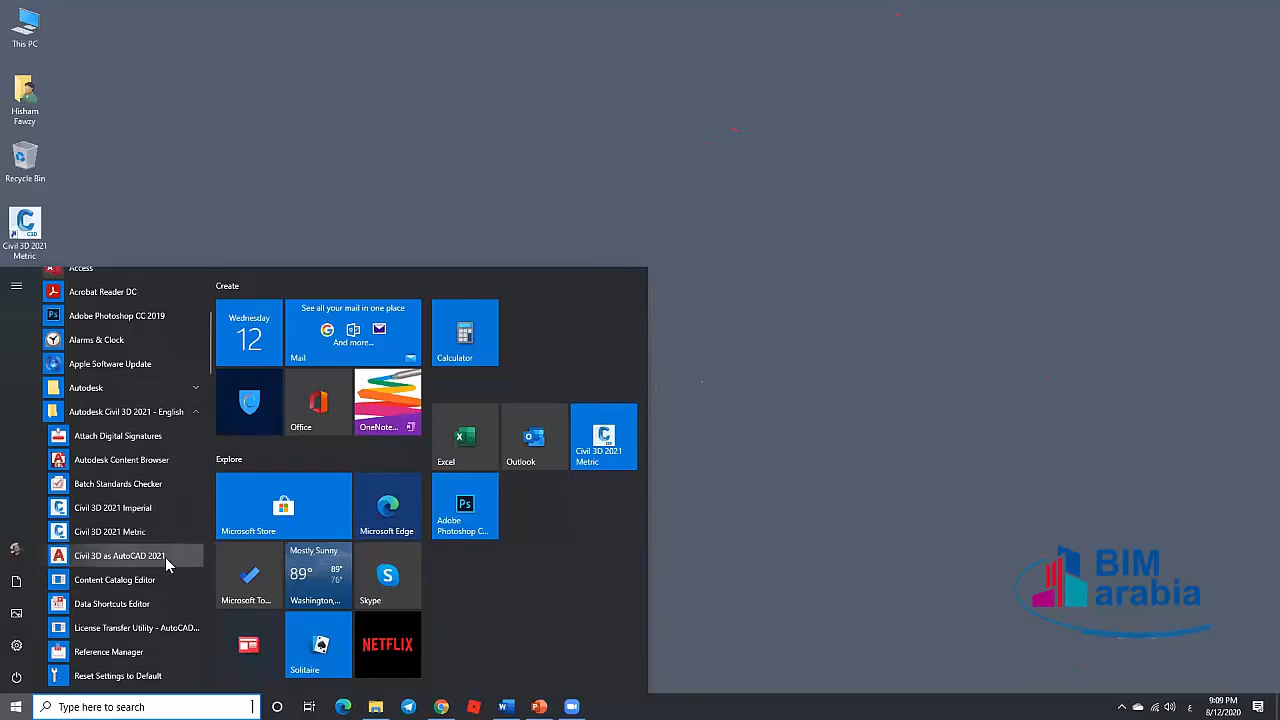 This PC
Hisham
Fawzy
Recycle Bin
Civil 3D 2021
Metric
Access
Acrobat Reader DC
Adobe Photoshop CC 2019
Alarms & Clock
Apple Software Update
Autodesk
Autodesk Civil 3D 2021 - English
Attach Digital Signatures
Autodesk Content Browser
Batch Standards Checker
Civil 3D 2021 Imperial
Civil 3D 2021 Metric
Civil 3D as AutoCAD 2021
Content Catalog Editor
Data Shortcuts Editor
License Transfer Utility - AutoCAD...
Reference Manager
Reset Settings to Default
Create
Wednesday
12
See all your mail in one place
And more...
Mail
Calculator
Office
OneNote...
Excel
Outlook
Civil 3D 2021
Metric
Explore
Microsoft Store
Microsoft Edge
Adobe
Photoshop C...
Microsoft To...
Mostly Sunny
89° 89°
76°
Washington,...
Skype
Solitaire
NETFLIX
BIM
arabia
Type here to search
ع
9:09 PM
8/12/2020